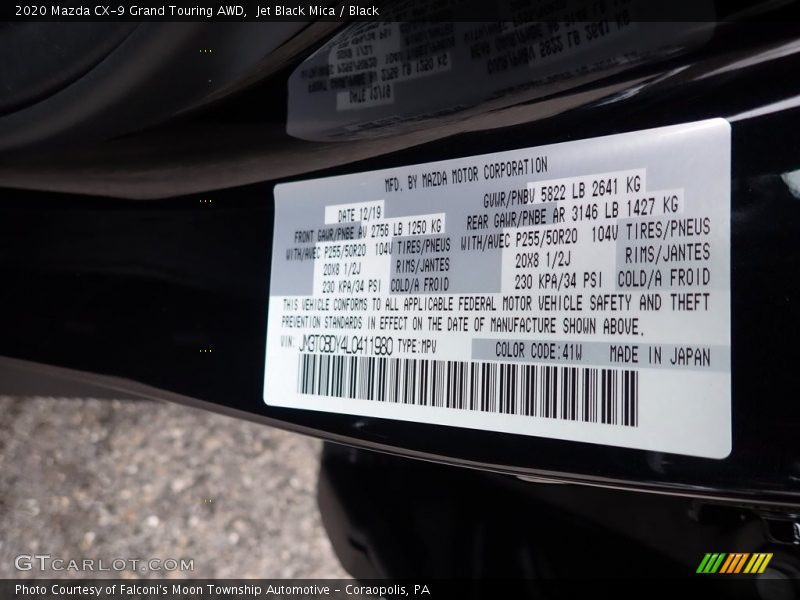 2020 Mazda CX-9 Grand Touring AWD, Jet Black Mica / Black
MFD. BY MAZDA MOTOR CORPORATION
DATE 12/19 GVWR/PNBV 5822 LB 2641 KG
FRONT GAWR/PNBE AV 2756 LB 1250 KG REAR GAWR/PNBE AR 3146 LB 1427 KG
WITH/AVEC P255/50R20 104V TIRES/PNEUS WITH/AVEC P255/50R20 104V TIRES/PNEUS
20X8 1/2J RIMS/JANTES 20X8 1/2J RIMS/JANTES
230 KPA/34 PSI COLD/A FROID 230 KPA/34 PSI COLD/A FROID
THIS VEHICLE CONFORMS TO ALL APPLICABLE FEDERAL MOTOR VEHICLE SAFETY AND THEFT
PREVENTION STANDARDS IN EFFECT ON THE DATE OF MANUFACTURE SHOWN ABOVE.
VIN: JM3TCBDY4L0411980 TYPE:MPV COLOR CODE:41W MADE IN JAPAN
GTCARLOT.COM
Photo Courtesy of Falconi's Moon Township Automotive - Coraopolis, PA